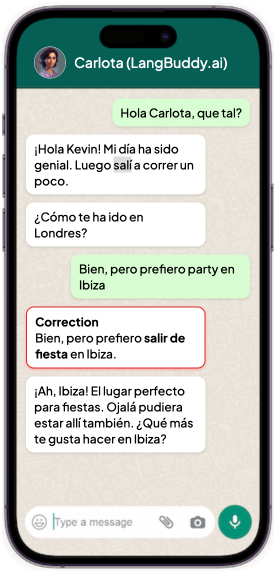 Carlota (LangBuddy.ai)
Hola Carlota, que tal?
¡Hola Kevin! Mi día ha sido
genial. Luego salí a correr un
poco.
¿Cómo te ha ido en
Londres?
Bien, pero prefiero party en
Ibiza
Correction
Bien, pero prefiero salir de
fiesta en Ibiza.
¡Ah, Ibiza! El lugar perfecto
para fiestas. Ojalá pudiera
estar allí también. ¿Qué más
te gusta hacer en Ibiza?
Type a message